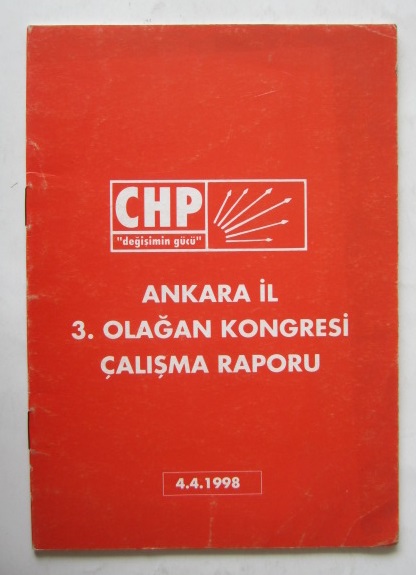 CHP
"değişimin gücü"
ANKARA İL
3. OLAĞAN KONGRESİ
ÇALIŞMA RAPORU
4.4.1998